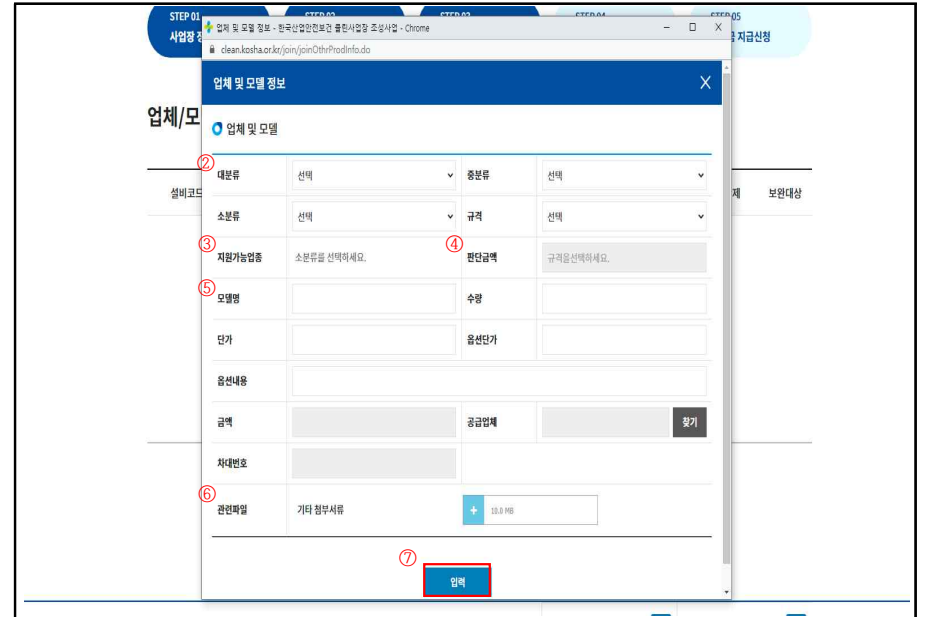 STEP 01 STEP 02 STEP 03 STEP 04 STEP 05
사업장 지급신청
업체 및 모델 정보 - 한국산업안전보건 클린사업장 조성사업 - Chrome
clean.kosha.or.kr/join/joinOthrProdInfo.do
업체 및 모델 정보 X
업체/모
업체 및 모델
② 대분류 선택 중분류 선택
설비코드 제 보완대상
소분류 선택 규격 선택
③ 지원가능업종 소분류를 선택하세요. ④ 판단금액 규격을선택하세요.
⑤ 모델명 수량
단가 옵션단가
옵션내용
금액 공급업체 찾기
차대번호
⑥ 관련파일 기타 첨부서류 + 10.0 MB
⑦
입력